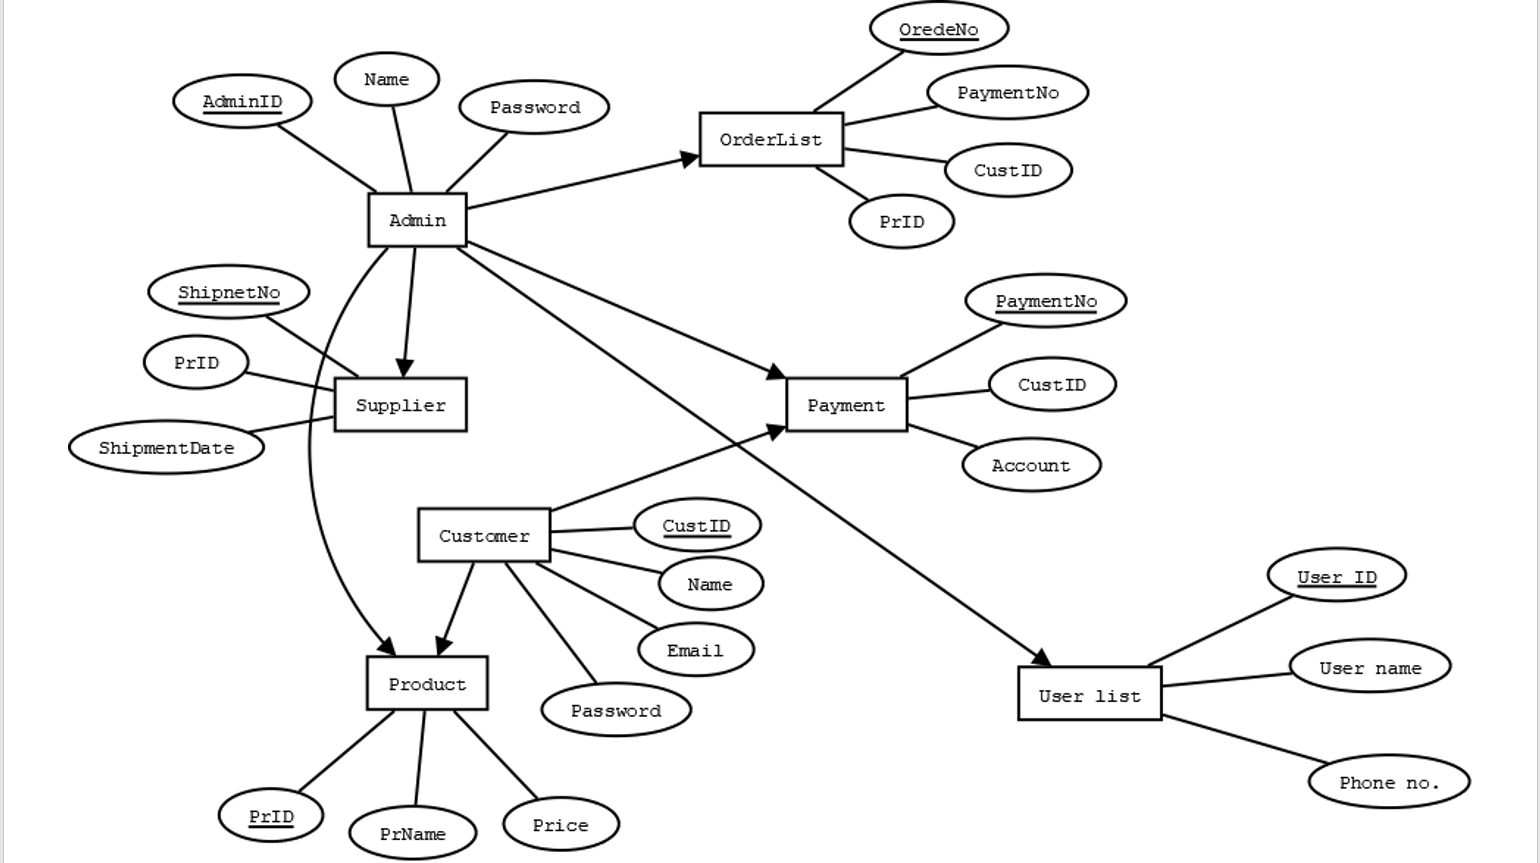 OredeNo
Name
AdminID
Password
PaymentNo
OrderList
CustID
Admin
PrID
ShipnetNo
PaymentNo
PrID
CustID
Supplier
Payment
ShipmentDate
Account
CustID
Customer
Name
User ID
Email
User name
Product
User list
Password
Phone no.
PrID
PrName
Price